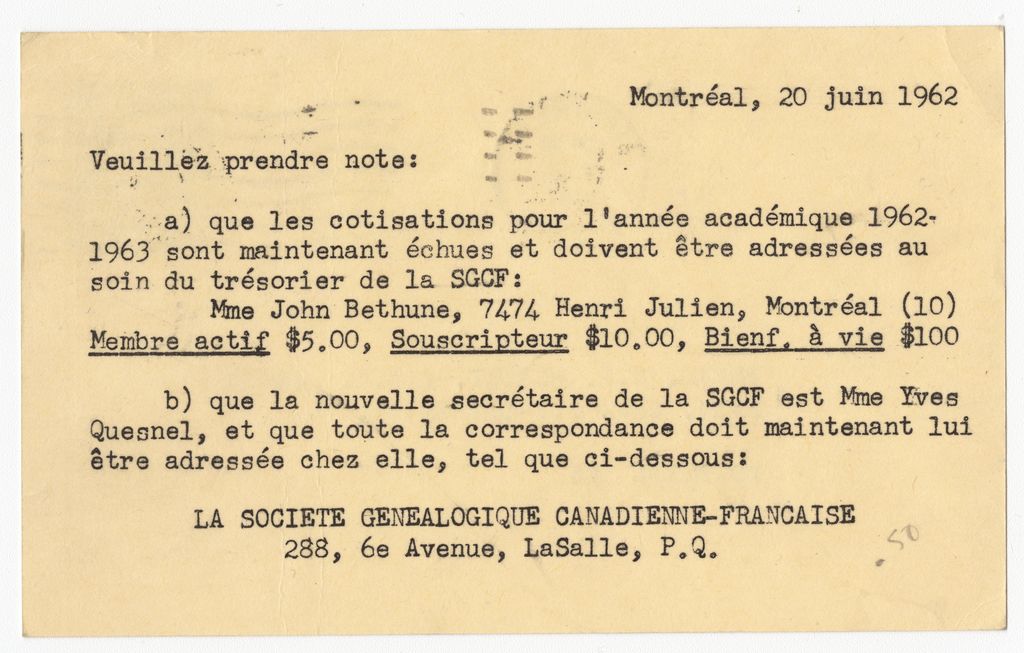 Montréal, 20 juin 1962
Veuillez prendre note:
a) que les cotisations pour l'année académique 1962-
1963 sont maintenant échues et doivent être adressées au
soin du trésorier de la SGCF:
Mme John Bethune, 7474 Henri Julien, Montréal (10)
Membre actif $5.00, Souscripteur $10.00, Bienf. à vie $100
b) que la nouvelle secrétaire de la SGCF est Mme Yves
Quesnel, et que toute la correspondance doit maintenant lui
être adressée chez elle, tel que ci-dessous:
LA SOCIETE GENEALOGIQUE CANADIENNE-FRANCAISE
288, 6e Avenue, LaSalle, P.Q.
.50